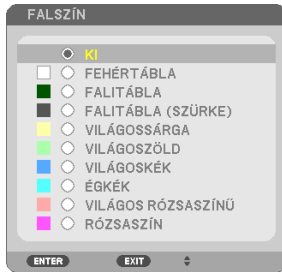 FALSZÍN
KI
FEHÉRTÁBLA
FALITÁBLA
FALITÁBLA (SZÜRKE)
VILÁGOSSÁRGA
VILÁGOSZÖLD
VILÁGOSKÉK
ÉGKÉK
VILÁGOS RÓZSASZÍNŰ
RÓZSASZÍN
ENTER EXIT